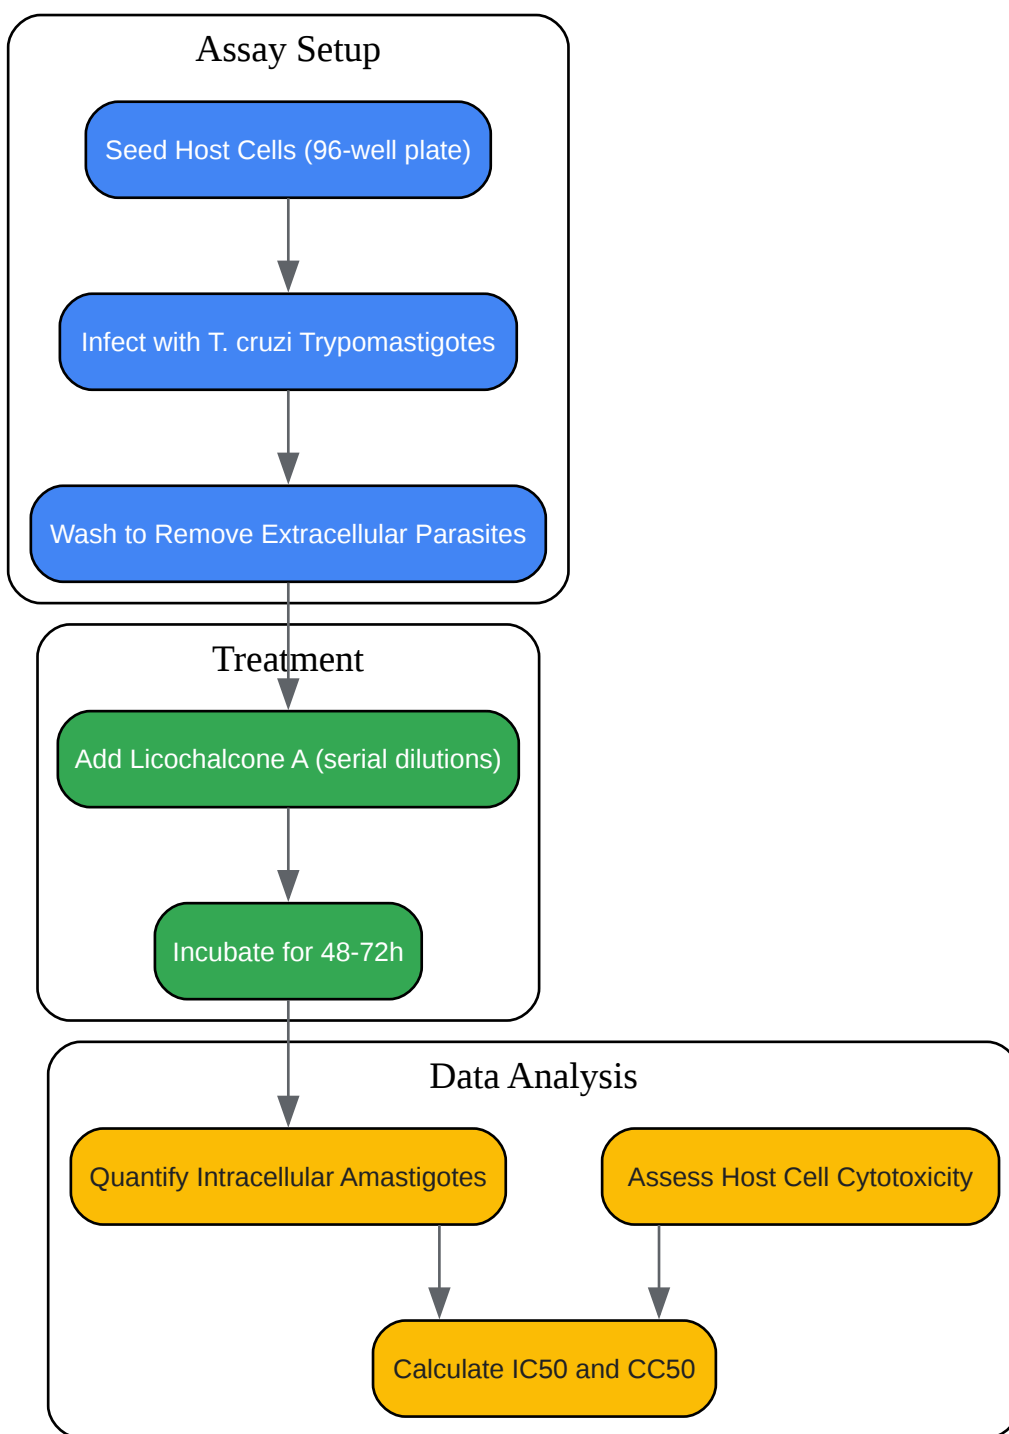 Assay Setup
Seed Host Cells (96-well plate)
Infect with T. cruzi Trypomastigotes
Wash to Remove Extracellular Parasites
Treatment
Add Licochalcone A (serial dilutions)
Incubate for 48-72h
Data Analysis
Quantify Intracellular Amastigotes
Assess Host Cell Cytotoxicity
Calculate IC50 and CC50